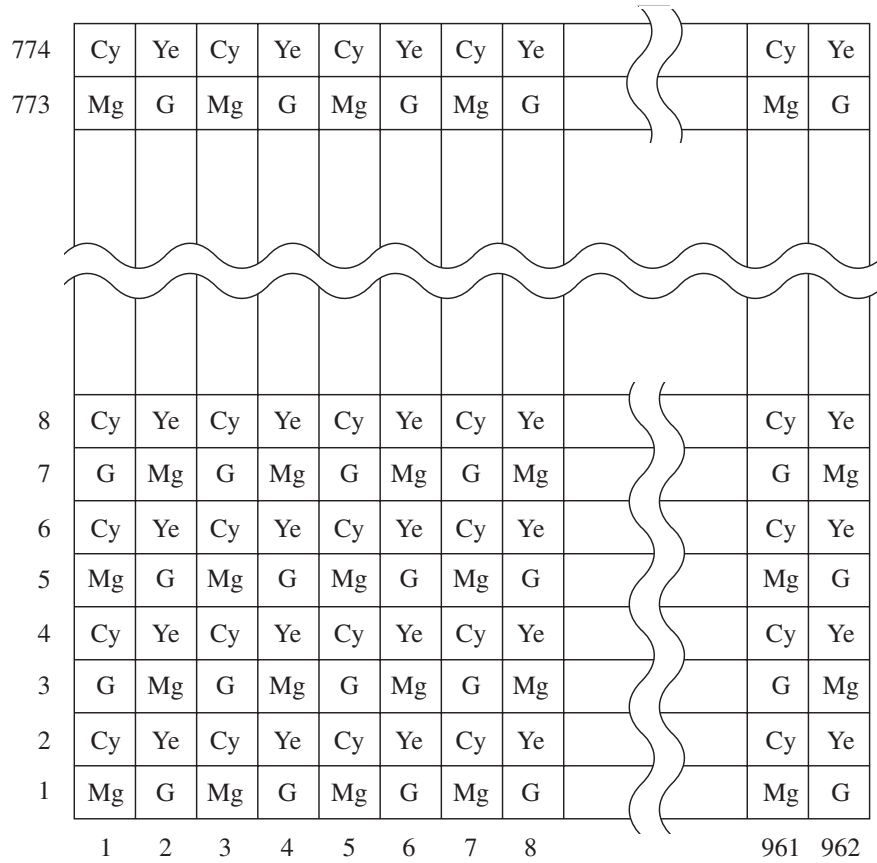 774 Cy Ye Cy Ye Cy Ye Cy Ye Cy Ye
773 Mg G Mg G Mg G Mg G Mg G
8 Cy Ye Cy Ye Cy Ye Cy Ye Cy Ye
7 G Mg G Mg G Mg G Mg G Mg
6 Cy Ye Cy Ye Cy Ye Cy Ye Cy Ye
5 Mg G Mg G Mg G Mg G Mg G
4 Cy Ye Cy Ye Cy Ye Cy Ye Cy Ye
3 G Mg G Mg G Mg G Mg G Mg
2 Cy Ye Cy Ye Cy Ye Cy Ye Cy Ye
1 Mg G Mg G Mg G Mg G Mg G
1 2 3 4 5 6 7 8 961 962